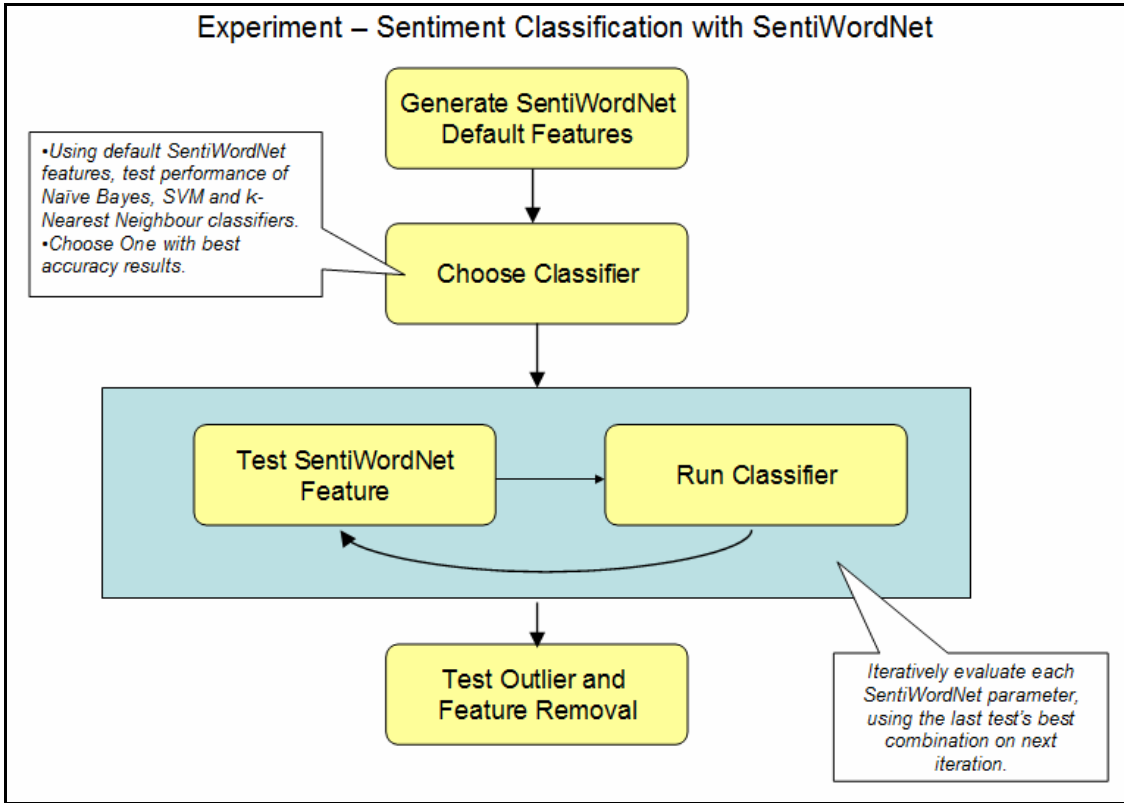 Experiment – Sentiment Classification with SentiWordNet
Generate SentiWordNet
Default Features
•Using default SentiWordNet
features, test performance of
Naïve Bayes, SVM and k-
Nearest Neighbour classifiers.
•Choose One with best
accuracy results.
Choose Classifier
Test SentiWordNet
Feature
Run Classifier
Test Outlier and
Feature Removal
Iteratively evaluate each
SentiWordNet parameter,
using the last test's best
combination on next
iteration.